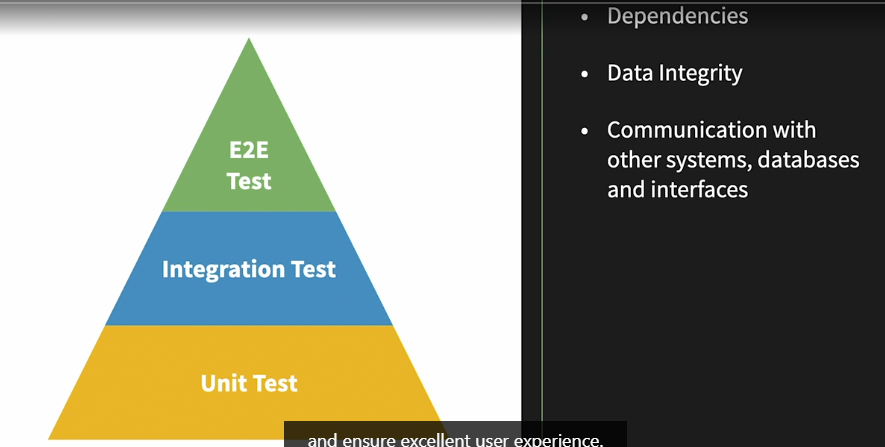 E2E
Test
Integration Test
Unit Test
• Dependencies
• Data Integrity
• Communication with
other systems, databases
and interfaces
and ensure excellent user experience.